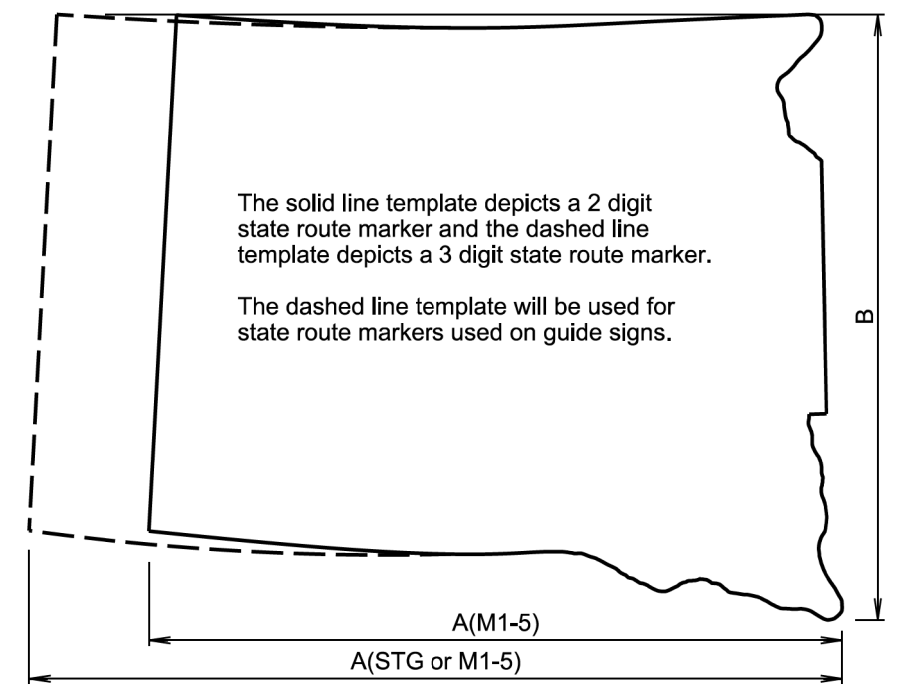 The solid line template depicts a 2 digit
state route marker and the dashed line
template depicts a 3 digit state route marker.
The dashed line template will be used for
state route markers used on guide signs.
B
A(M1-5)
A(STG or M1-5)